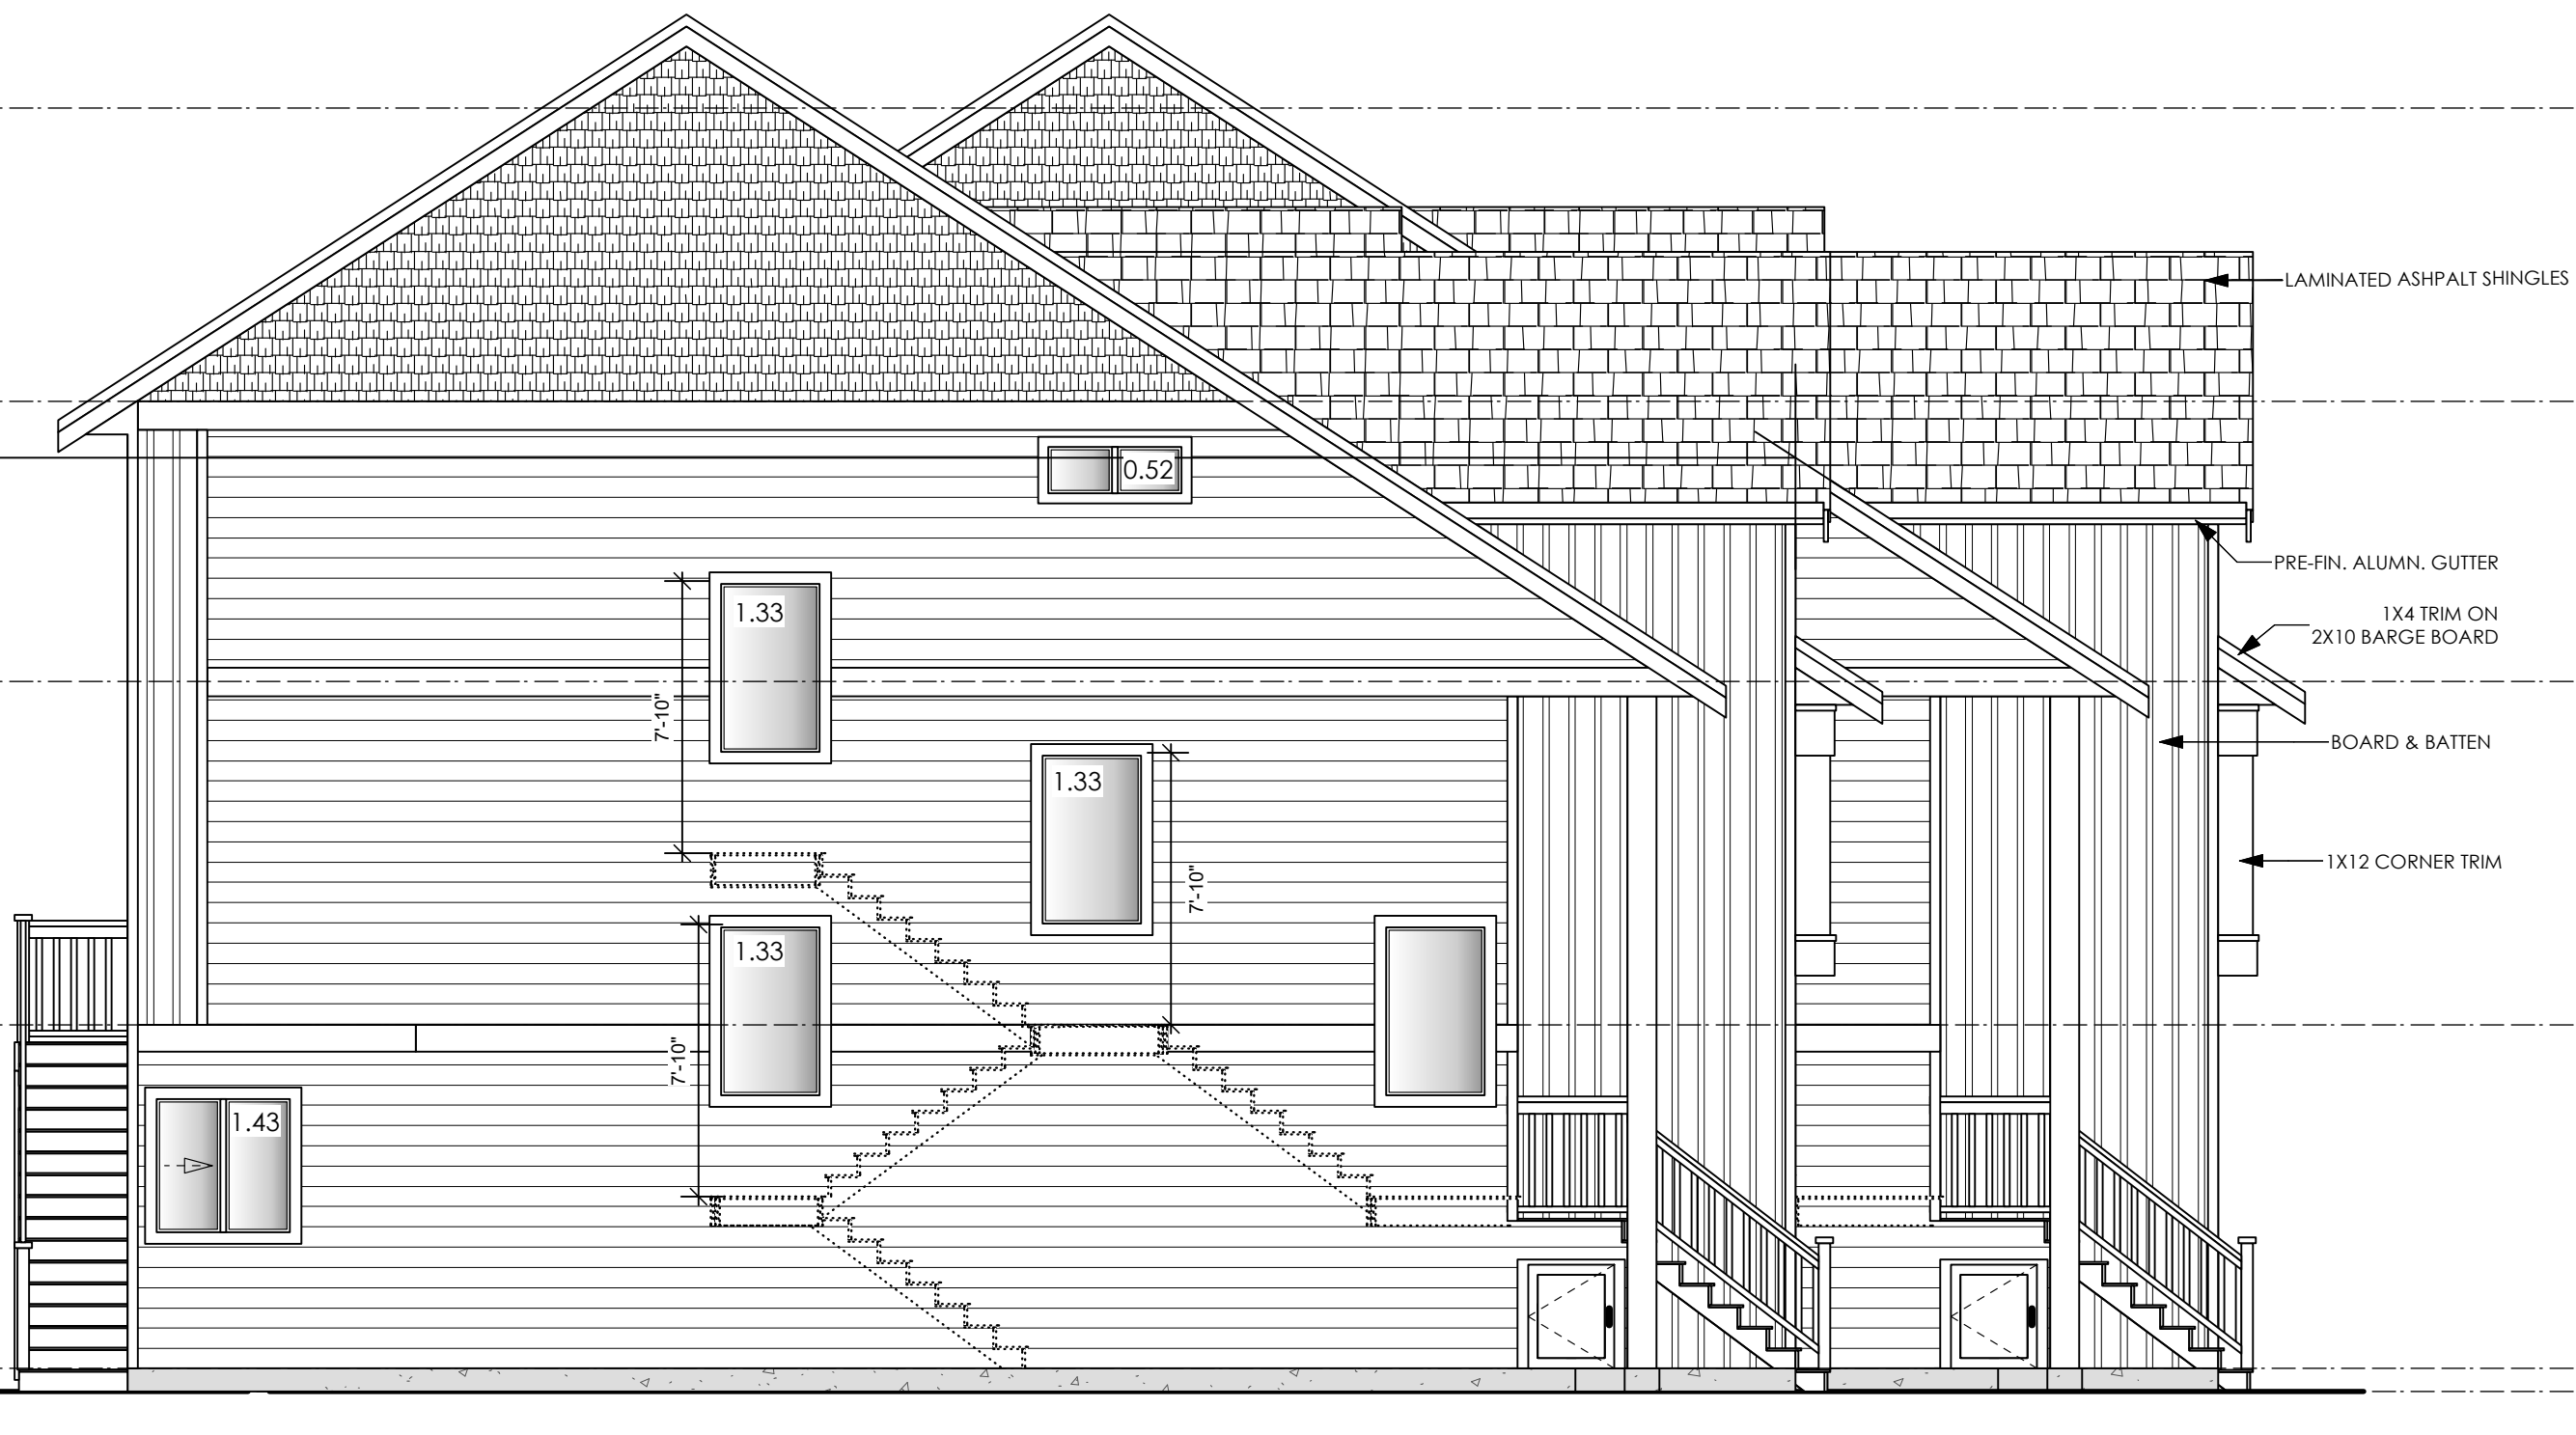 LAMINATED ASHPALT SHINGLES
0.52
PRE-FIN. ALUMN. GUTTER
1.33
1X4 TRIM ON
2X10 BARGE BOARD
7'-10"
BOARD & BATTEN
1.33
1X12 CORNER TRIM
7'-10"
1.33
7'-10"
1.43